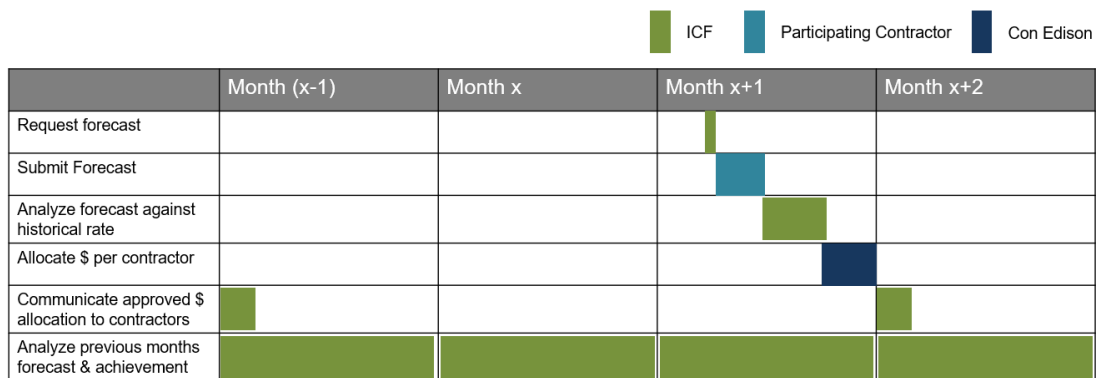 ICF Participating Contractor Con Edison
Month (x-1) Month x Month x+1 Month x+2
Request forecast
Submit Forecast
Analyze forecast against
historical rate
Allocate $ per contractor
Communicate approved $
allocation to contractors
Analyze previous months
forecast & achievement